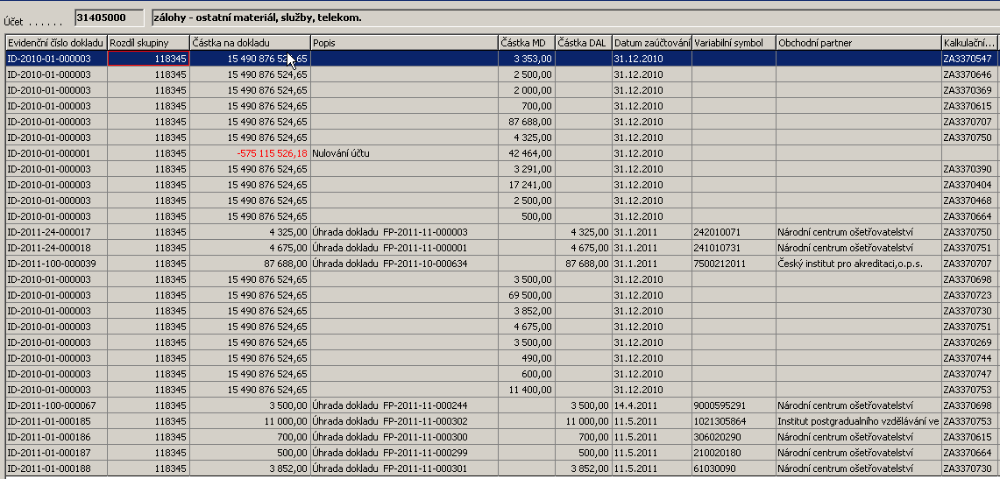 Účet . . . . . . 31405000 zálohy - ostatní materiál, služby, telekom.
Evidenční číslo dokladu Rozdíl skupiny Částka na dokladu Popis Částka MD Částka DAL Datum zaúčtování Variabilní symbol Obchodní partner Kalkulační...
ID-2010-01-000003 118345 15 490 876 524,65 3 353,00 31.12.2010 ZA3370547
ID-2010-01-000003 118345 15 490 876 524,65 2 500,00 31.12.2010 ZA3370646
ID-2010-01-000003 118345 15 490 876 524,65 2 000,00 31.12.2010 ZA3370369
ID-2010-01-000003 118345 15 490 876 524,65 700,00 31.12.2010 ZA3370615
ID-2010-01-000003 118345 15 490 876 524,65 87 688,00 31.12.2010 ZA3370707
ID-2010-01-000003 118345 15 490 876 524,65 4 325,00 31.12.2010 ZA3370750
ID-2010-01-000001 118345 -575 115 526,18 Nulování účtu 42 464,00 31.12.2010
ID-2010-01-000003 118345 15 490 876 524,65 3 291,00 31.12.2010 ZA3370390
ID-2010-01-000003 118345 15 490 876 524,65 17 241,00 31.12.2010 ZA3370404
ID-2010-01-000003 118345 15 490 876 524,65 2 500,00 31.12.2010 ZA3370468
ID-2010-01-000003 118345 15 490 876 524,65 500,00 31.12.2010 ZA3370664
ID-2011-24-000017 118345 4 325,00 Úhrada dokladu FP-2011-11-000003 4 325,00 31.1.2011 242010071 Národní centrum ošetřovatelství ZA3370750
ID-2011-24-000018 118345 4 675,00 Úhrada dokladu FP-2011-11-000001 4 675,00 31.1.2011 241010731 Národní centrum ošetřovatelství ZA3370751
ID-2011-100-000039 118345 87 688,00 Úhrada dokladu FP-2011-10-000634 87 688,00 31.1.2011 7500212011 Český institut pro akreditaci,o.p.s. ZA3370707
ID-2010-01-000003 118345 15 490 876 524,65 3 500,00 31.12.2010 ZA3370698
ID-2010-01-000003 118345 15 490 876 524,65 69 500,00 31.12.2010 ZA3370723
ID-2010-01-000003 118345 15 490 876 524,65 3 852,00 31.12.2010 ZA3370730
ID-2010-01-000003 118345 15 490 876 524,65 4 675,00 31.12.2010 ZA3370751
ID-2010-01-000003 118345 15 490 876 524,65 3 500,00 31.12.2010 ZA3370269
ID-2010-01-000003 118345 15 490 876 524,65 490,00 31.12.2010 ZA3370744
ID-2010-01-000003 118345 15 490 876 524,65 600,00 31.12.2010 ZA3370747
ID-2010-01-000003 118345 15 490 876 524,65 11 400,00 31.12.2010 ZA3370753
ID-2011-100-000067 118345 3 500,00 Úhrada dokladu FP-2011-11-000244 3 500,00 14.4.2011 9000595291 Národní centrum ošetřovatelství ZA3370698
ID-2011-01-000185 118345 11 000,00 Úhrada dokladu FP-2011-11-000302 11 000,00 11.5.2011 1021305864 Institut postgraduálního vzdělávání ve ZA3370753
ID-2011-01-000186 118345 700,00 Úhrada dokladu FP-2011-11-000300 700,00 11.5.2011 306020290 Národní centrum ošetřovatelství ZA3370615
ID-2011-01-000187 118345 500,00 Úhrada dokladu FP-2011-11-000299 500,00 11.5.2011 210020180 Národní centrum ošetřovatelství ZA3370664
ID-2011-01-000188 118345 3 852,00 Úhrada dokladu FP-2011-11-000301 3 852,00 11.5.2011 61030090 Národní centrum ošetřovatelství ZA3370730